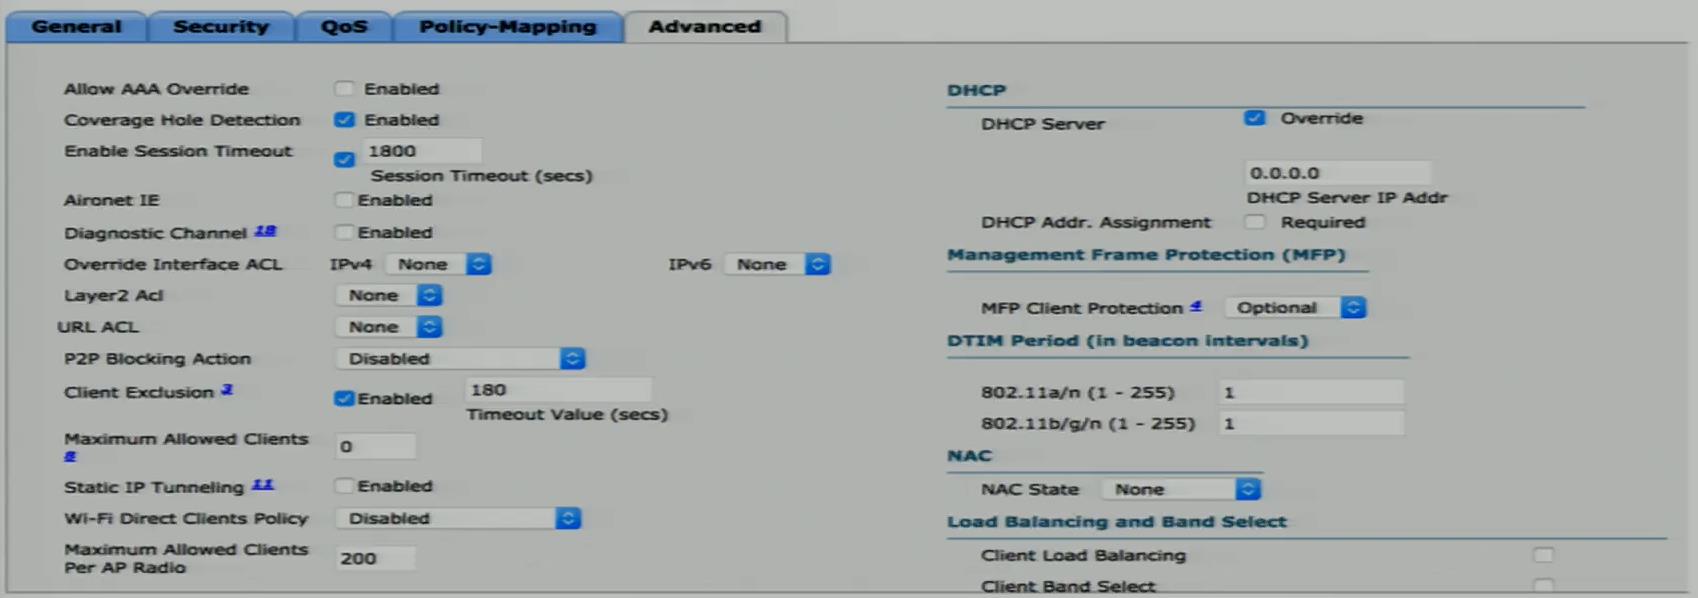 General Security QoS Policy-Mapping Advanced
Allow AAA Override Enabled
Coverage Hole Detection Enabled
Enable Session Timeout 1800
Session Timeout (secs)
Aironet IE Enabled
Diagnostic Channel 18 Enabled
Override Interface ACL IPv4 None IPv6 None
Layer2 Acl None
URL ACL None
P2P Blocking Action Disabled
Client Exclusion 3 Enabled 180
Timeout Value (secs)
Maximum Allowed Clients
8 0
Static IP Tunneling 11 Enabled
Wi-Fi Direct Clients Policy Disabled
Maximum Allowed Clients
Per AP Radio 200
DHCP
DHCP Server Override
0.0.0.0
DHCP Server IP Addr
DHCP Addr. Assignment Required
Management Frame Protection (MFP)
MFP Client Protection 4 Optional
DTIM Period (in beacon intervals)
802.11a/n (1 - 255) 1
802.11b/g/n (1 - 255) 1
NAC
NAC State None
Load Balancing and Band Select
Client Load Balancing
Client Band Select